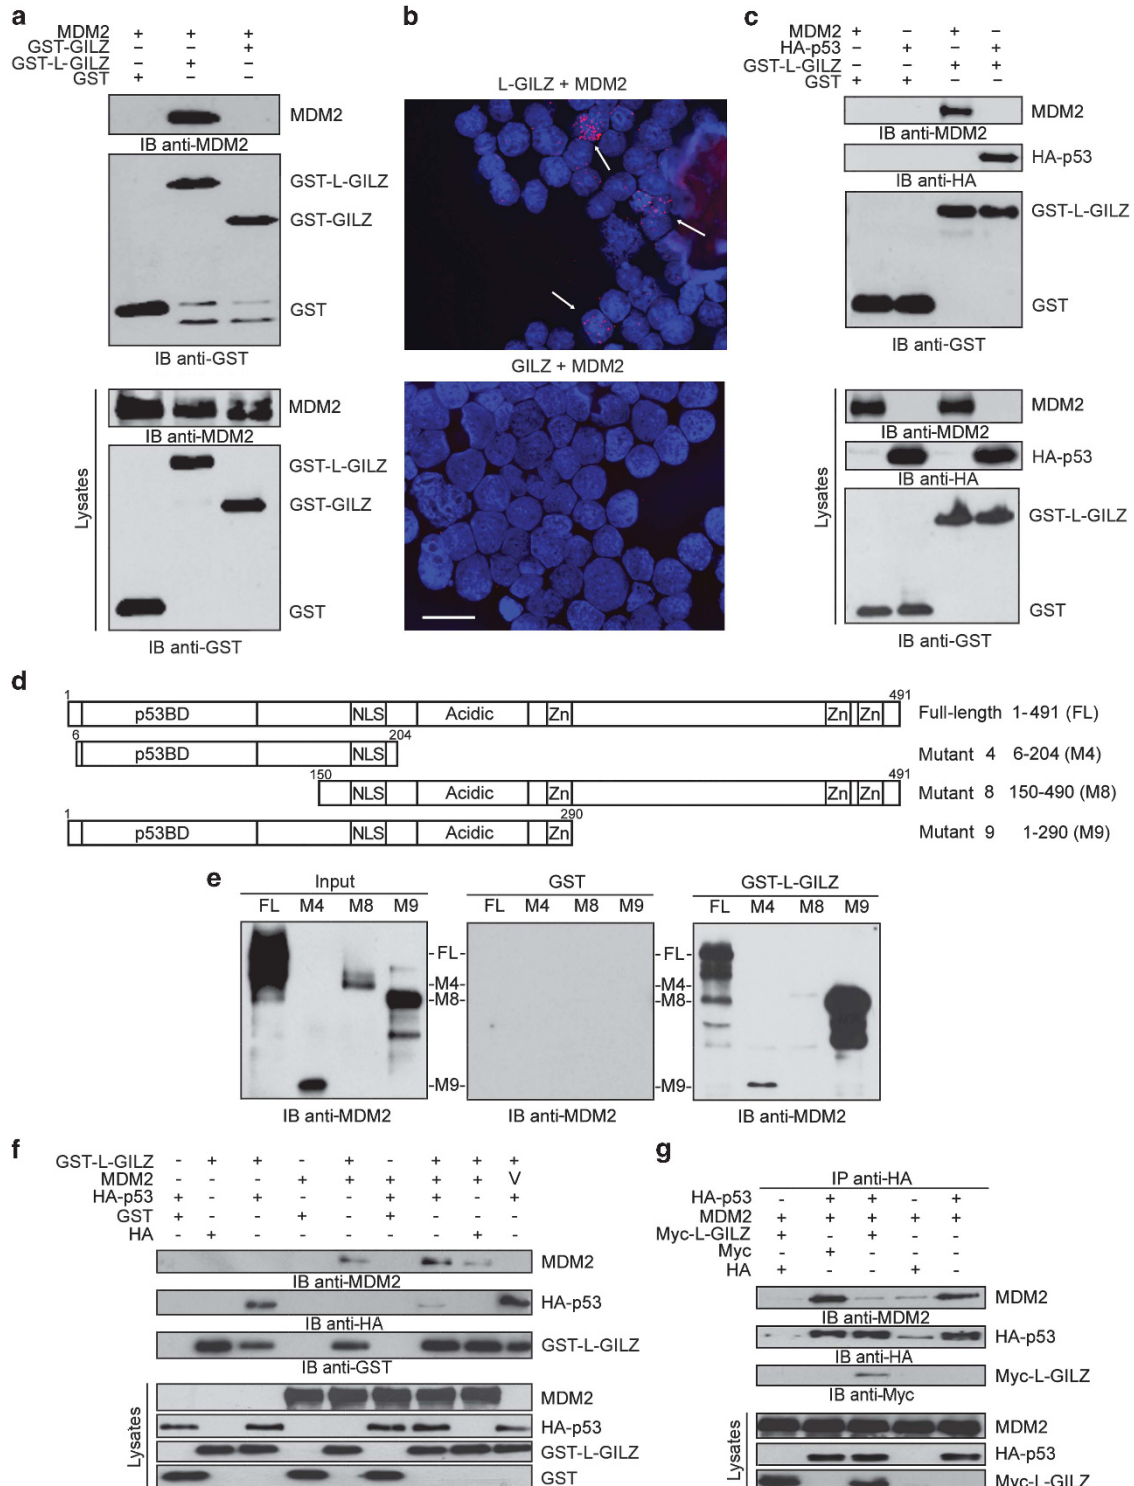 a
MDM2 + + +
GST-GILZ – – +
GST-L-GILZ – + –
GST + – –
MDM2
IB anti-MDM2
GST-L-GILZ
GST-GILZ
GST
IB anti-GST
Lysates
MDM2
IB anti-MDM2
GST-L-GILZ
GST-GILZ
GST
IB anti-GST
b
L-GILZ + MDM2
GILZ + MDM2
c
MDM2 + – + –
HA-p53 – + – +
GST-L-GILZ – – + +
GST + + – –
MDM2
IB anti-MDM2
HA-p53
IB anti-HA
GST-L-GILZ
GST
IB anti-GST
Lysates
MDM2
IB anti-MDM2
HA-p53
IB anti-HA
GST-L-GILZ
GST
IB anti-GST
d
1 491
p53BD NLS Acidic Zn Zn Zn Full-length 1-491 (FL)
6 204
p53BD NLS Mutant 4 6-204 (M4)
150 491
NLS Acidic Zn Zn Zn Mutant 8 150-490 (M8)
1 290
p53BD NLS Acidic Zn Mutant 9 1-290 (M9)
e
Input GST GST-L-GILZ
FL M4 M8 M9 FL M4 M8 M9 FL M4 M8 M9
-FL- -FL-
-M4- -M4-
-M8- -M8-
-M9- -M9-
IB anti-MDM2 IB anti-MDM2 IB anti-MDM2
f
GST-L-GILZ - + + - + - + + +
MDM2 - - - + + + + + V
HA-p53 + - + - - + + - +
GST + - - + - + - - -
HA - + - - - - - + -
MDM2
IB anti-MDM2
HA-p53
IB anti-HA
GST-L-GILZ
IB anti-GST
Lysates
MDM2
HA-p53
GST-L-GILZ
GST
g
IP anti-HA
HA-p53 - + + - +
MDM2 + + + + +
Myc-L-GILZ + - + - -
Myc - + - - -
HA + - - + -
MDM2
IB anti-MDM2
HA-p53
IB anti-HA
Myc-L-GILZ
IB anti-Myc
Lysates
MDM2
HA-p53
Myc-L-GILZ